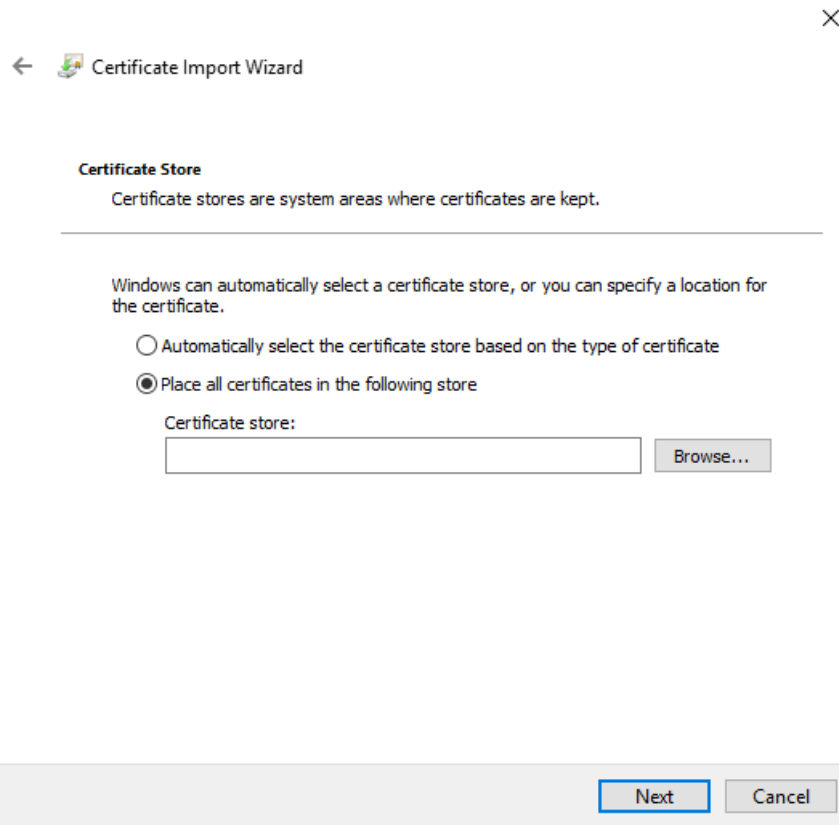 Certificate Import Wizard
Certificate Store
Certificate stores are system areas where certificates are kept.
Windows can automatically select a certificate store, or you can specify a location for
the certificate.
Automatically select the certificate store based on the type of certificate
Place all certificates in the following store
Certificate store:
Browse...
Next
Cancel